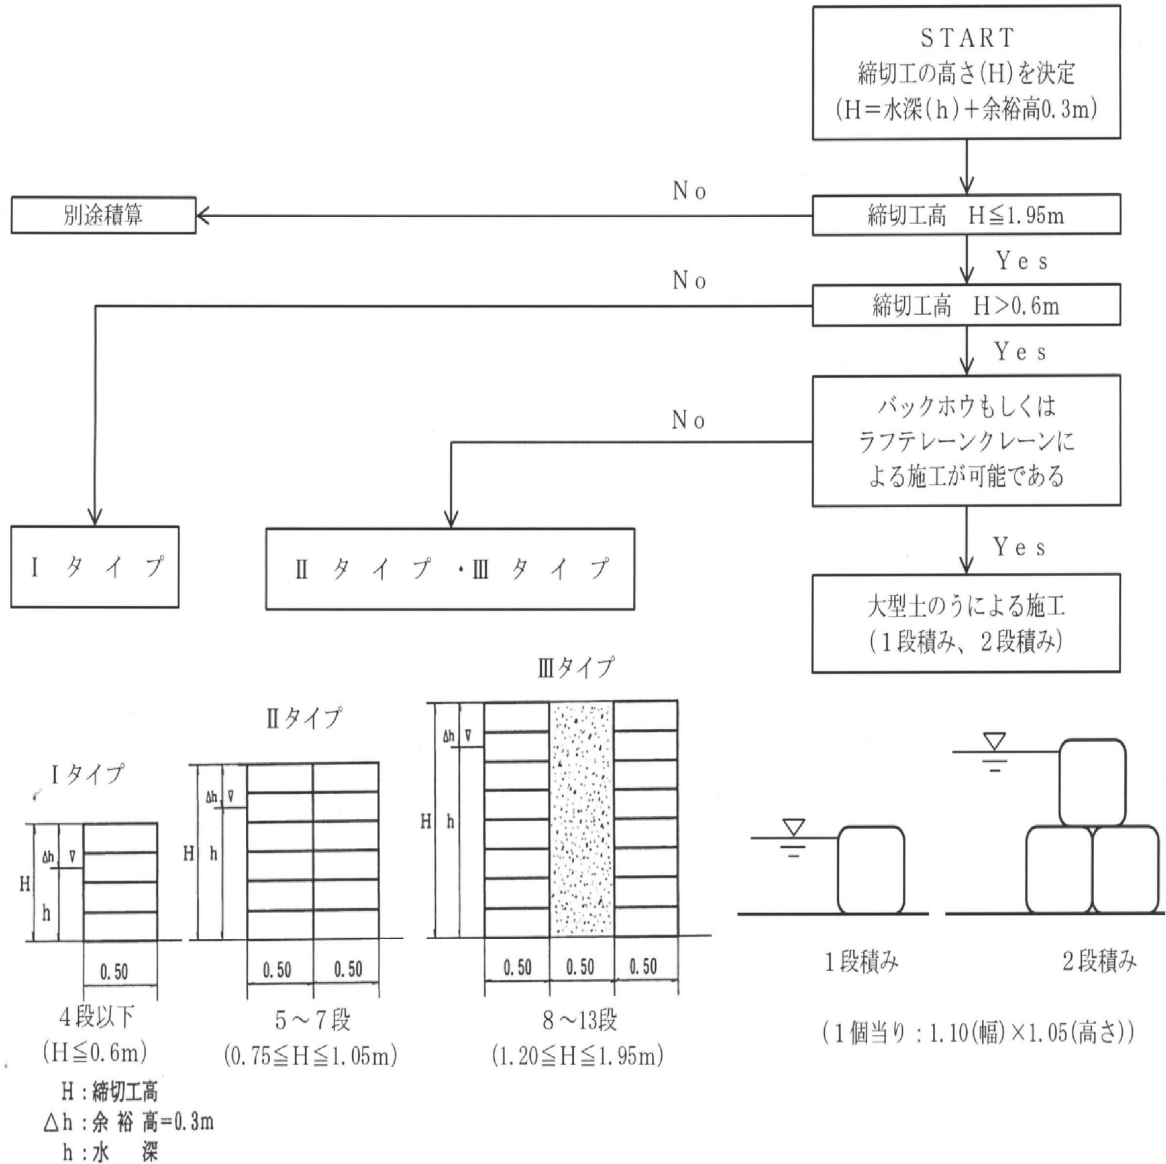 START
締切工の高さ(H)を決定
(H=水深(h)+余裕高0.3m)
No
別途積算
締切工高 H≦1.95m
Yes
No
締切工高 H>0.6m
Yes
No
バックホウもしくは
ラフテレーンクレーンに
よる施工が可能である
Yes
Ⅰ タ イ プ
Ⅱ タ イ プ ・Ⅲ タ イ プ
大型土のうによる施工
(1段積み、2段積み)
Ⅰタイプ
H
Δh
h
0.50
4段以下
(H≦0.6m)
Ⅱタイプ
H
Δh
h
0.50 0.50
5～7段
(0.75≦H≦1.05m)
Ⅲタイプ
H
Δh
h
0.50 0.50 0.50
8～13段
(1.20≦H≦1.95m)
1段積み
2段積み
(1個当り:1.10(幅)×1.05(高さ))
H:締切工高
△h:余 裕 高=0.3m
h:水 深